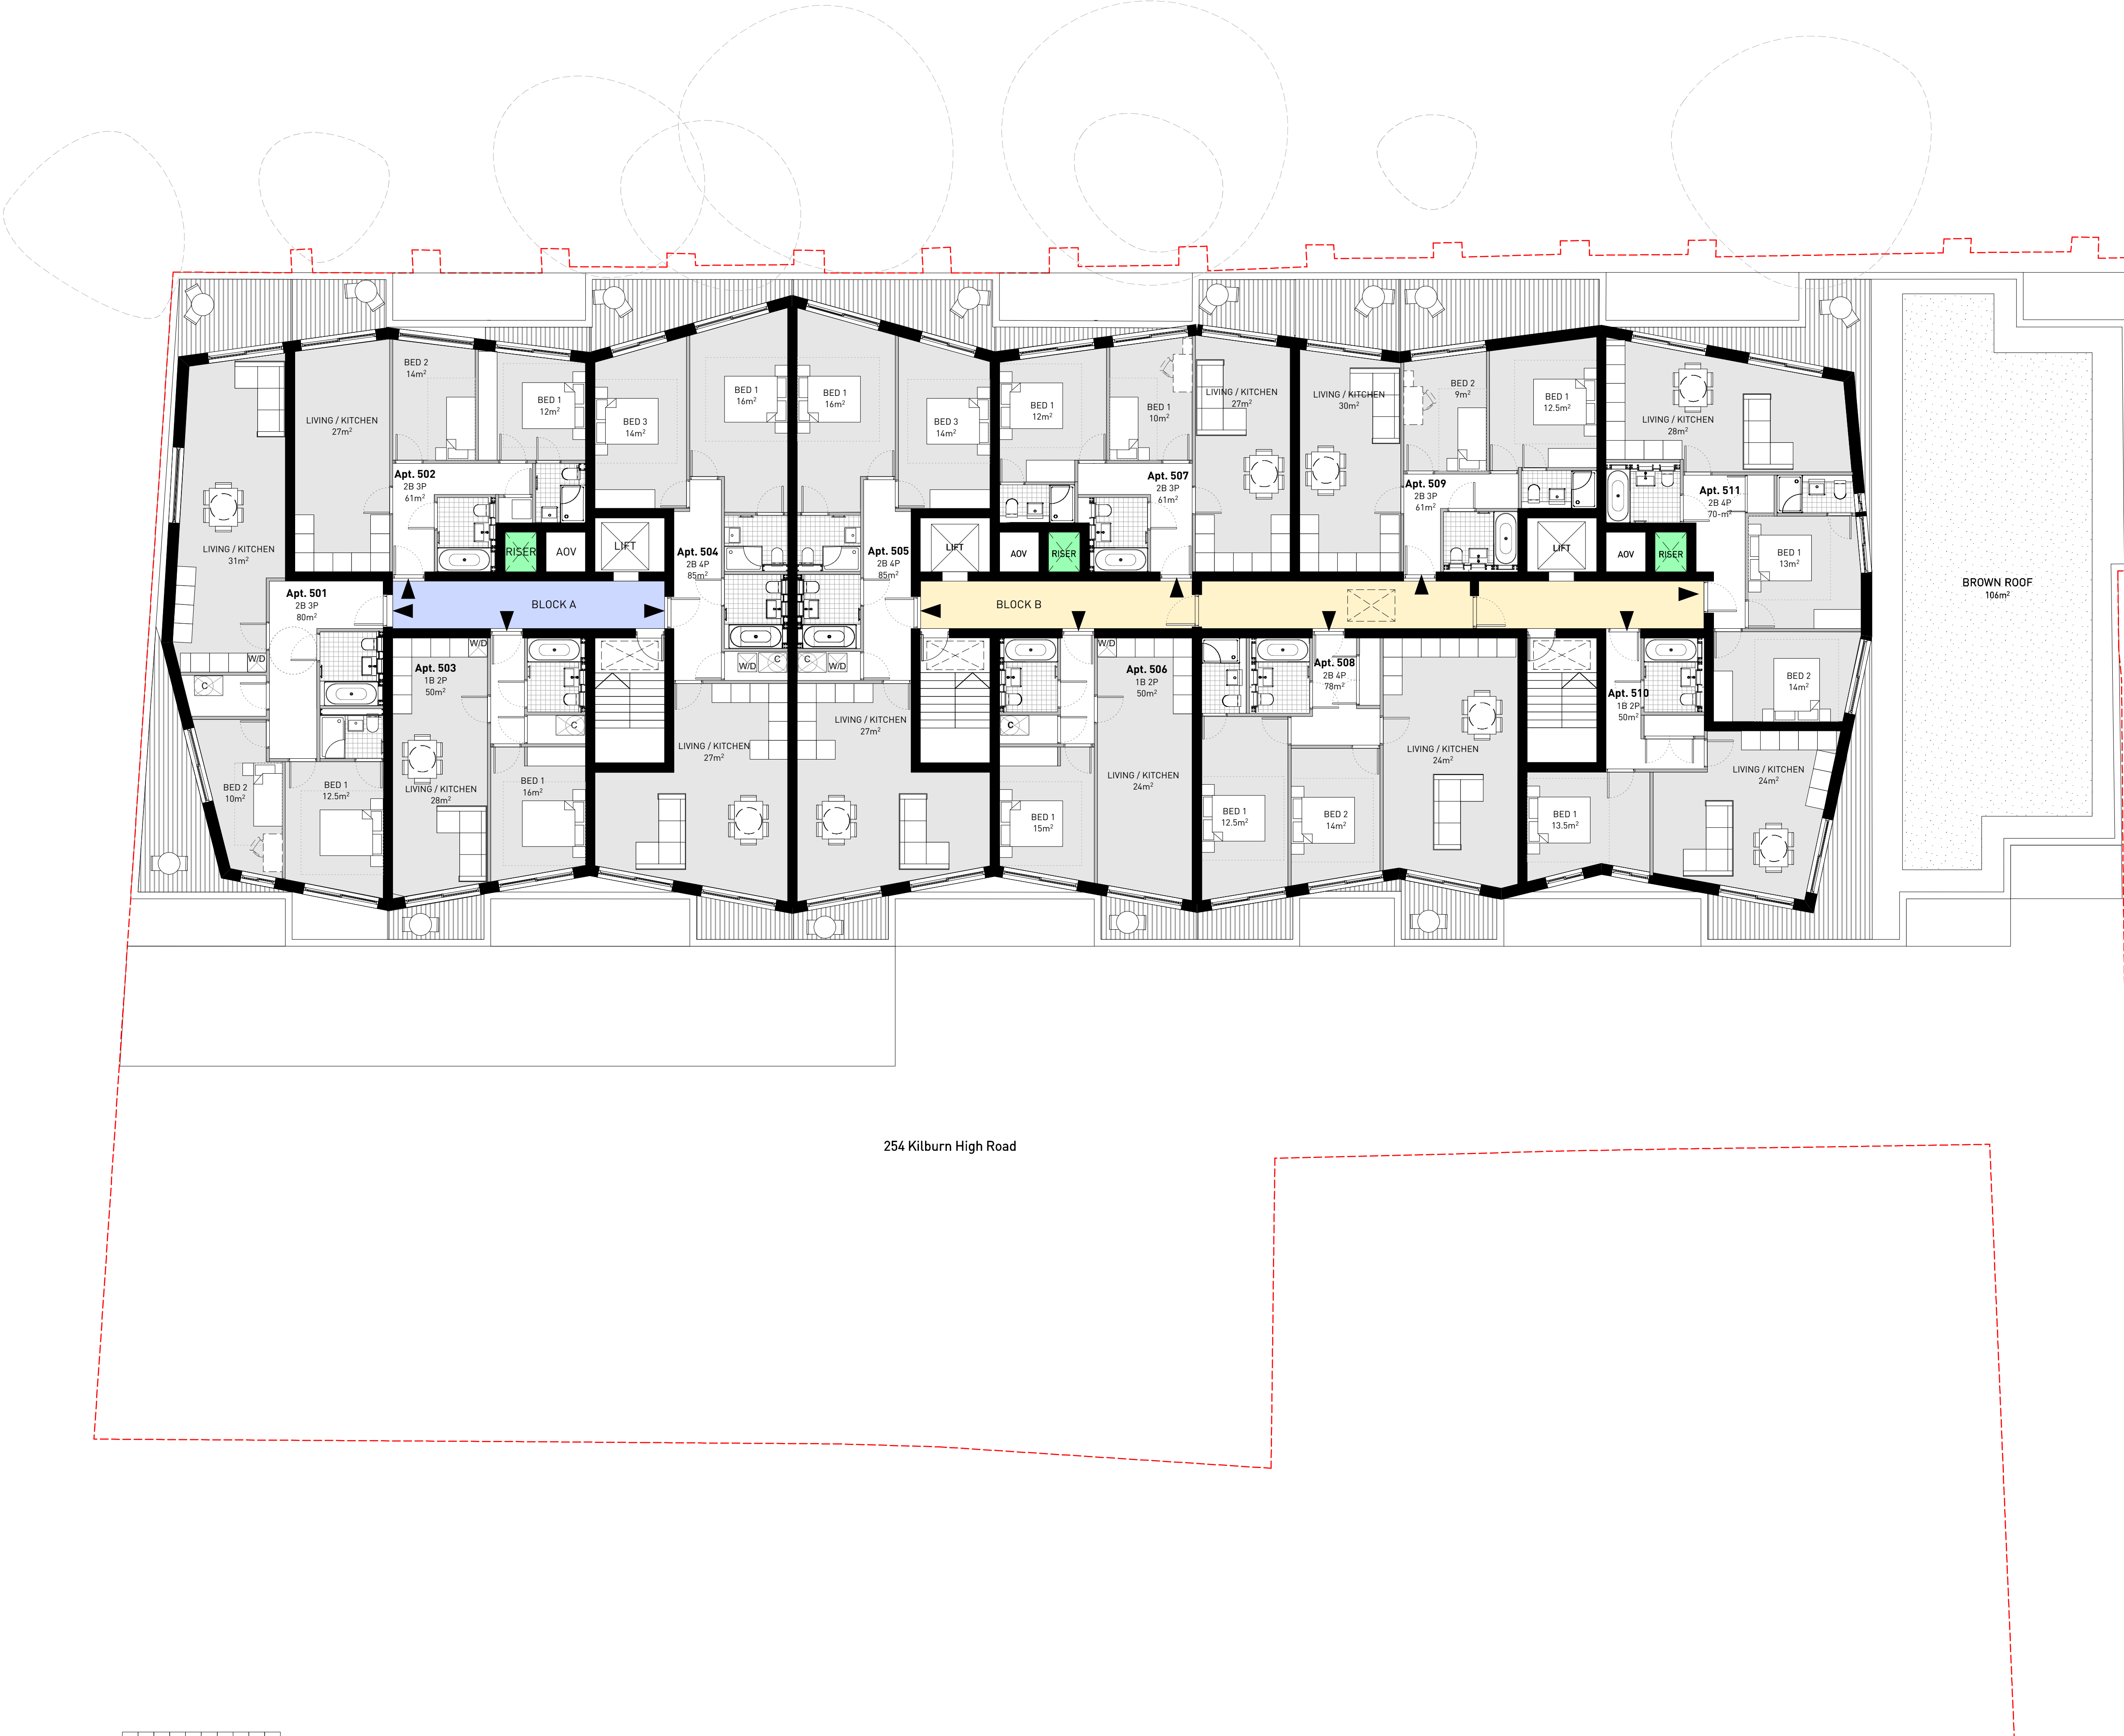 LIVING / KITCHEN
31m²
Apt. 501
2B 3P
80m²
W/D
C
BED 2
10m²
BED 1
12.5m²
LIVING / KITCHEN
27m²
BED 2
14m²
BED 1
12m²
Apt. 502
2B 3P
61m²
RISER
AOV
LIFT
BLOCK A
Apt. 503
1B 2P
50m²
W/D
C
LIVING / KITCHEN
28m²
BED 1
16m²
BED 3
14m²
BED 1
16m²
Apt. 504
2B 4P
85m²
W/D
C
LIVING / KITCHEN
27m²
BED 1
16m²
BED 3
14m²
Apt. 505
2B 4P
85m²
C
W/D
LIVING / KITCHEN
27m²
LIFT
AOV
RISER
BLOCK B
BED 1
12m²
BED 1
10m²
Apt. 507
2B 3P
61m²
LIVING / KITCHEN
27m²
W/D
Apt. 506
1B 2P
50m²
C
BED 1
15m²
LIVING / KITCHEN
24m²
LIVING / KITCHEN
30m²
BED 2
9m²
BED 1
12.5m²
Apt. 509
2B 3P
61m²
Apt. 508
2B 4P
78m²
BED 1
12.5m²
BED 2
14m²
LIVING / KITCHEN
24m²
LIFT
AOV
RISER
LIVING / KITCHEN
28m²
Apt. 511
2B 4P
70-m²
BED 1
13m²
BED 2
14m²
Apt. 510
1B 2P
50m²
BED 1
13.5m²
LIVING / KITCHEN
24m²
BROWN ROOF
106m²
254 Kilburn High Road